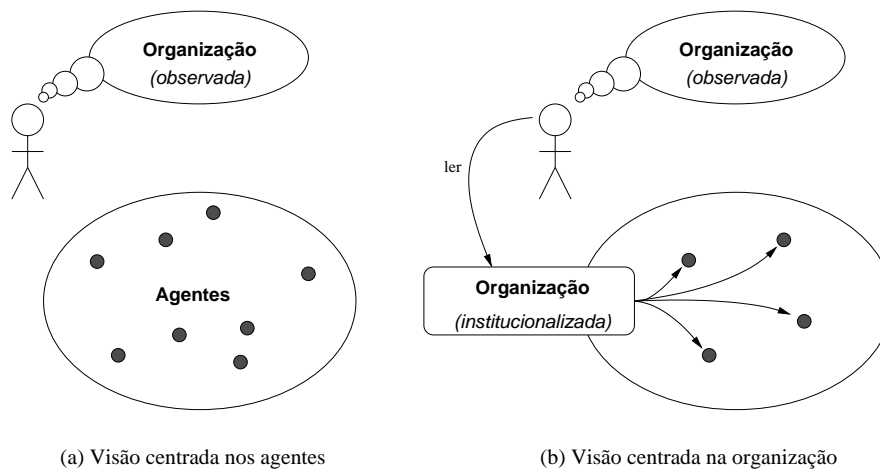 Organização
(observada)
Agentes
(a) Visão centrada nos agentes
Organização
(observada)
ler
Organização
(institucionalizada)
(b) Visão centrada na organização